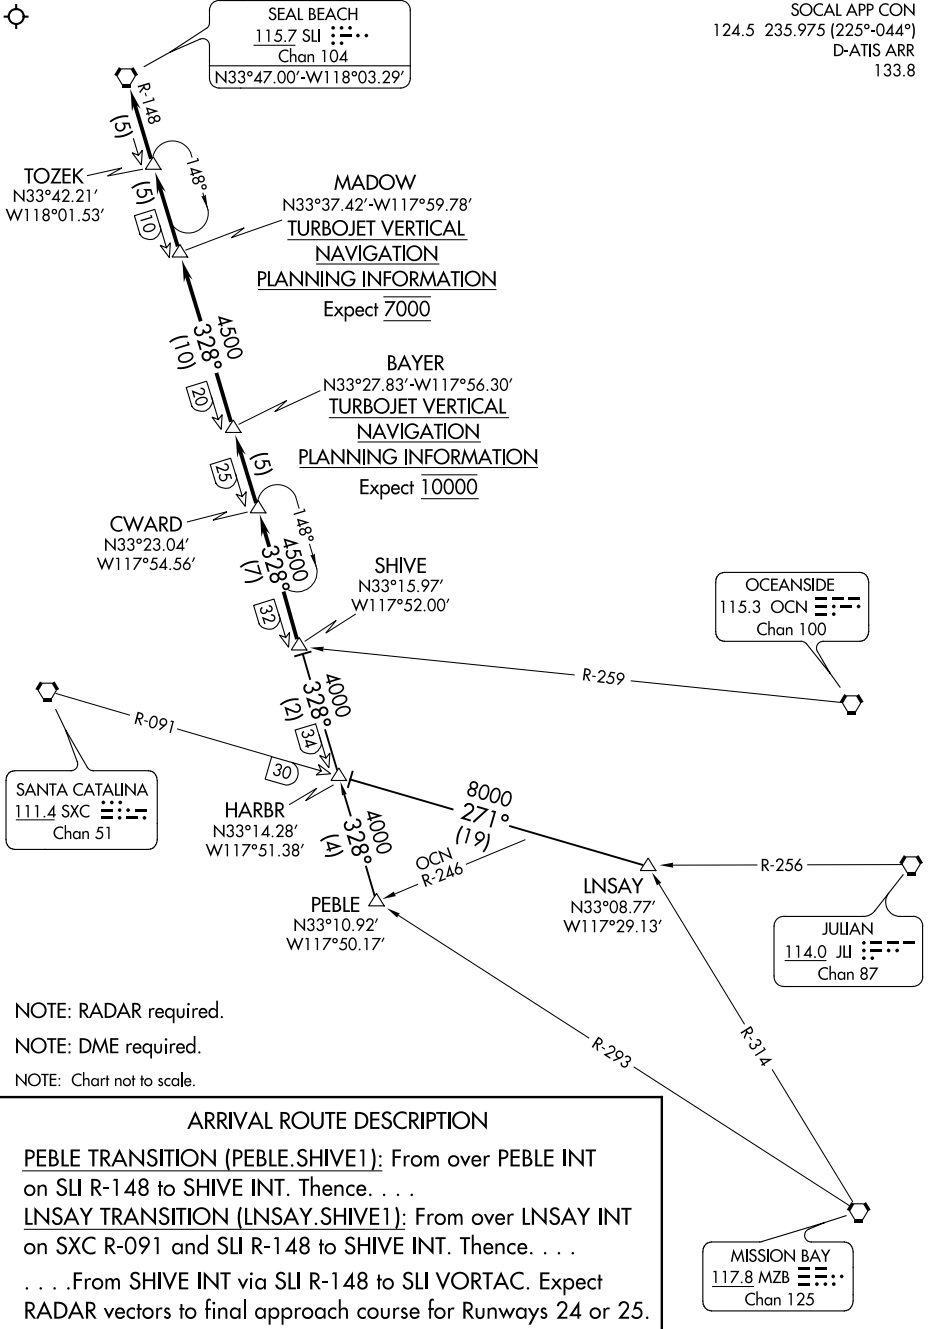 SEAL BEACH
115.7 SLI
Chan 104
N33°47.00′-W118°03.29′
SOCAL APP CON
124.5 235.975 (225°-044°)
D-ATIS ARR
133.8
R-148
(5)
TOZEK
N33°42.21′
W118°01.53′
148°
(5)
10
MADOW
N33°37.42′-W117°59.78′
TURBOJET VERTICAL
NAVIGATION
PLANNING INFORMATION
Expect 7000
4500
328°
(10)
20
BAYER
N33°27.83′-W117°56.30′
TURBOJET VERTICAL
NAVIGATION
PLANNING INFORMATION
Expect 10000
(5)
25
CWARD
N33°23.04′
W117°54.56′
148°
4500
328°
(7)
32
SHIVE
N33°15.97′
W117°52.00′
OCEANSIDE
115.3 OCN
Chan 100
R-259
4000
328°
(2)
34
R-091
30
SANTA CATALINA
111.4 SXC
Chan 51
HARBR
N33°14.28′
W117°51.38′
8000
271°
(19)
4000
328°
(4)
OCN
R-246
PEBLE
N33°10.92′
W117°50.17′
LNSAY
N33°08.77′
W117°29.13′
R-256
JULIAN
114.0 JLI
Chan 87
R-293
R-314
MISSION BAY
117.8 MZB
Chan 125
NOTE: RADAR required.
NOTE: DME required.
NOTE: Chart not to scale.
ARRIVAL ROUTE DESCRIPTION
PEBLE TRANSITION (PEBLE.SHIVE1): From over PEBLE INT
on SLI R-148 to SHIVE INT. Thence. . . .
LNSAY TRANSITION (LNSAY.SHIVE1): From over LNSAY INT
on SXC R-091 and SLI R-148 to SHIVE INT. Thence. . . .
. . . .From SHIVE INT via SLI R-148 to SLI VORTAC. Expect
RADAR vectors to final approach course for Runways 24 or 25.